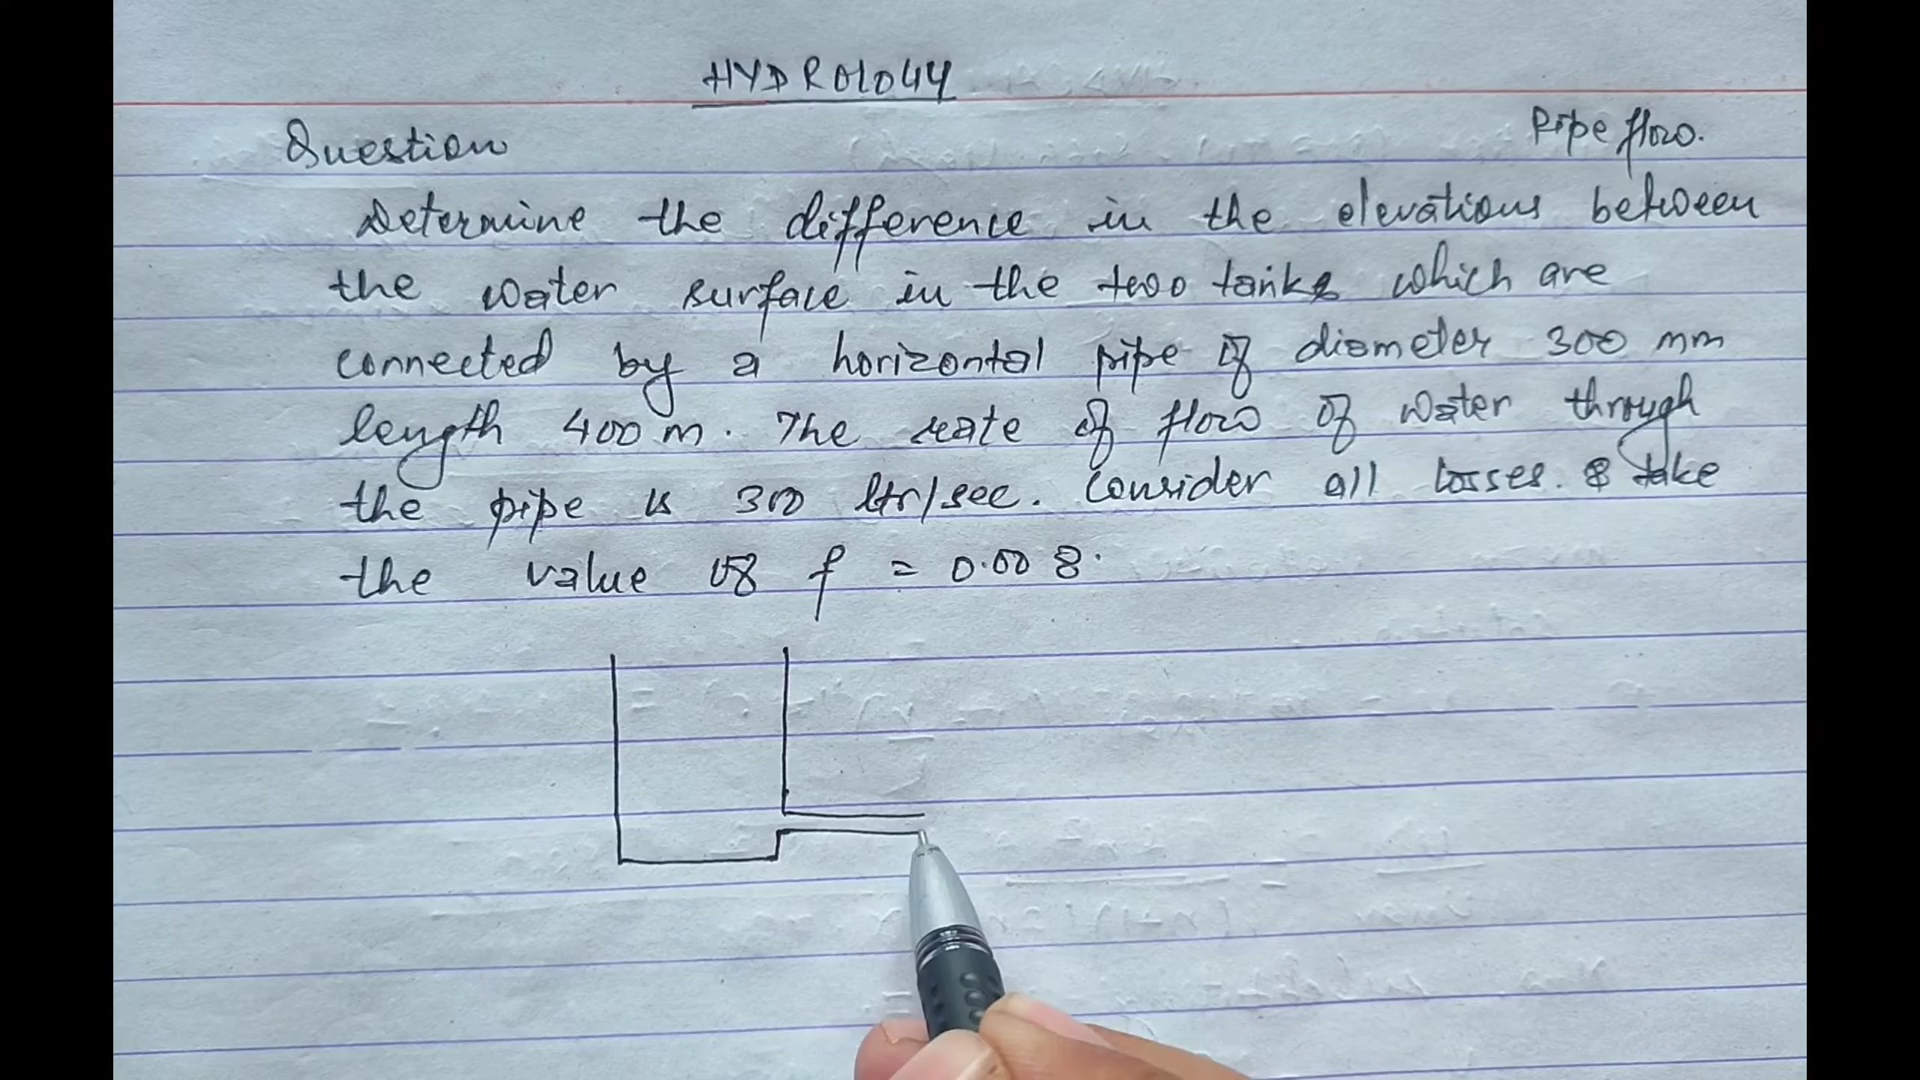 HYDROLOGY
Question
Pipe flow.
Determine the difference in the elevations between
the water surface in the two tanks which are
connected by a horizontal pipe of diameter 300 mm
length 400 m. The rate of flow of water through
the pipe is 300 ltr/sec. Consider all losses. & take
the value of f = 0.008.